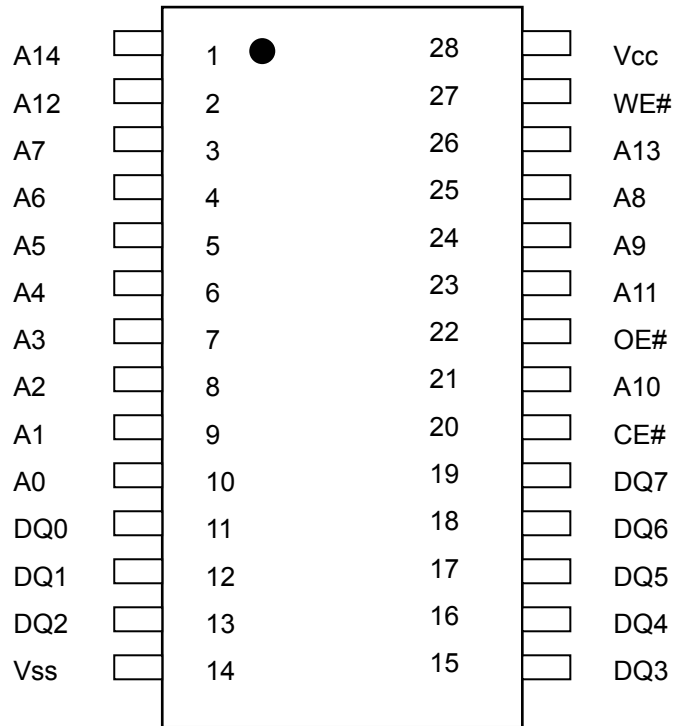 A14 1 28 Vcc
A12 2 27 WE#
A7 3 26 A13
A6 4 25 A8
A5 5 24 A9
A4 6 23 A11
A3 7 22 OE#
A2 8 21 A10
A1 9 20 CE#
A0 10 19 DQ7
DQ0 11 18 DQ6
DQ1 12 17 DQ5
DQ2 13 16 DQ4
Vss 14 15 DQ3